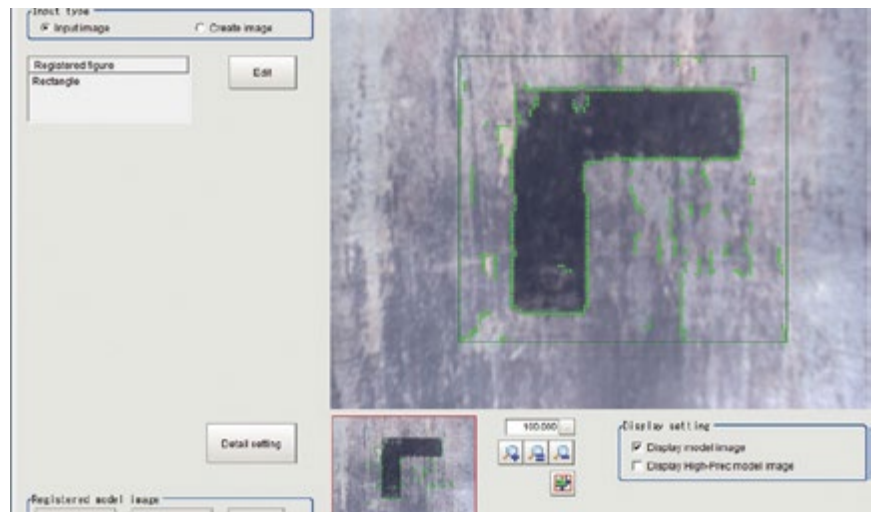 Input type
Input image
Create image
Registered figure
Edit
Rectangle
Detail setting
100.000
Display setting
Display model image
Display High-Prec model image
Registered model image